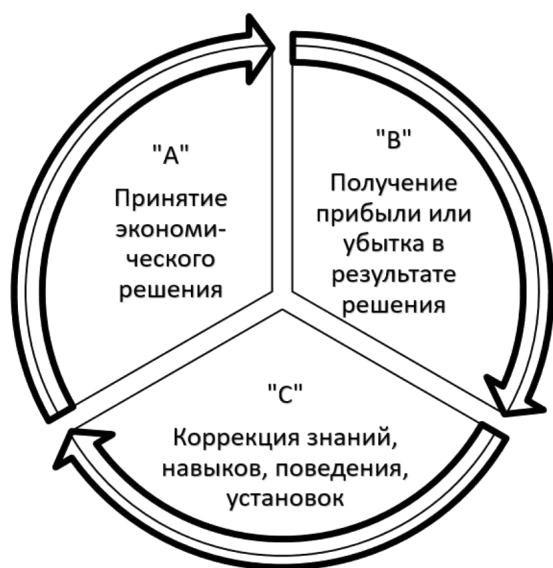 "A"
Принятие
экономи-
ческого
решения
"B"
Получение
прибыли или
убытка в
результате
решения
"C"
Коррекция знаний,
навыков, поведения,
установок